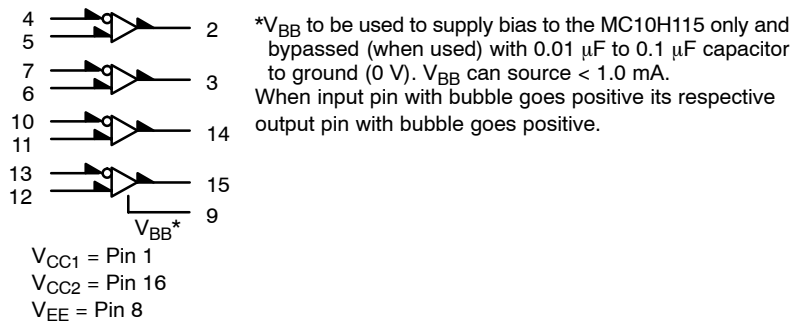 4
5
2
7
6
3
10
11
14
13
12
15
9
V_BB*
V_CC1 = Pin 1
V_CC2 = Pin 16
V_EE = Pin 8
*V_BB to be used to supply bias to the MC10H115 only and
bypassed (when used) with 0.01 μF to 0.1 μF capacitor
to ground (0 V). V_BB can source < 1.0 mA.
When input pin with bubble goes positive its respective
output pin with bubble goes positive.